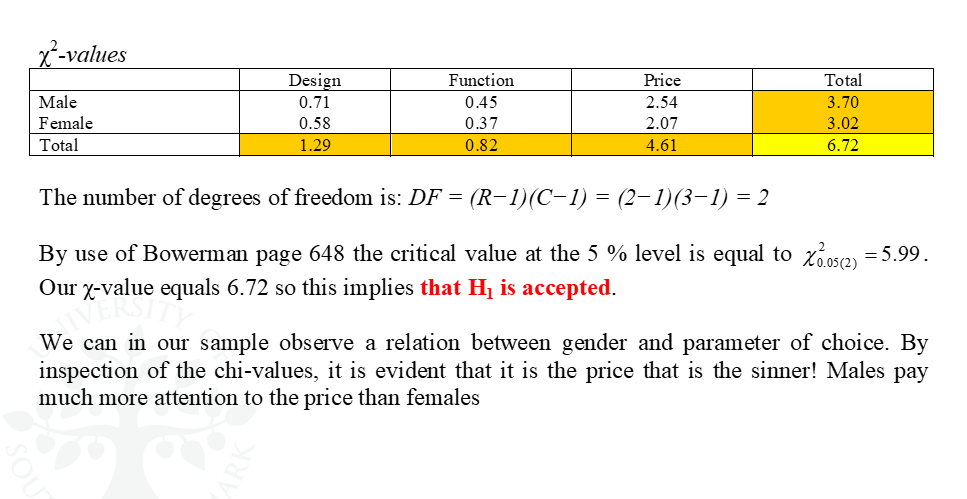 χ²-values
Design Function Price Total
Male 0.71 0.45 2.54 3.70
Female 0.58 0.37 2.07 3.02
Total 1.29 0.82 4.61 6.72
The number of degrees of freedom is: DF = (R−1)(C−1) = (2−1)(3−1) = 2
By use of Bowerman page 648 the critical value at the 5 % level is equal to χ²₀.₀₅₍₂₎ = 5.99.
Our χ-value equals 6.72 so this implies that H₁ is accepted.
We can in our sample observe a relation between gender and parameter of choice. By
inspection of the chi-values, it is evident that it is the price that is the sinner! Males pay
much more attention to the price than females
UNIVERSITY OF